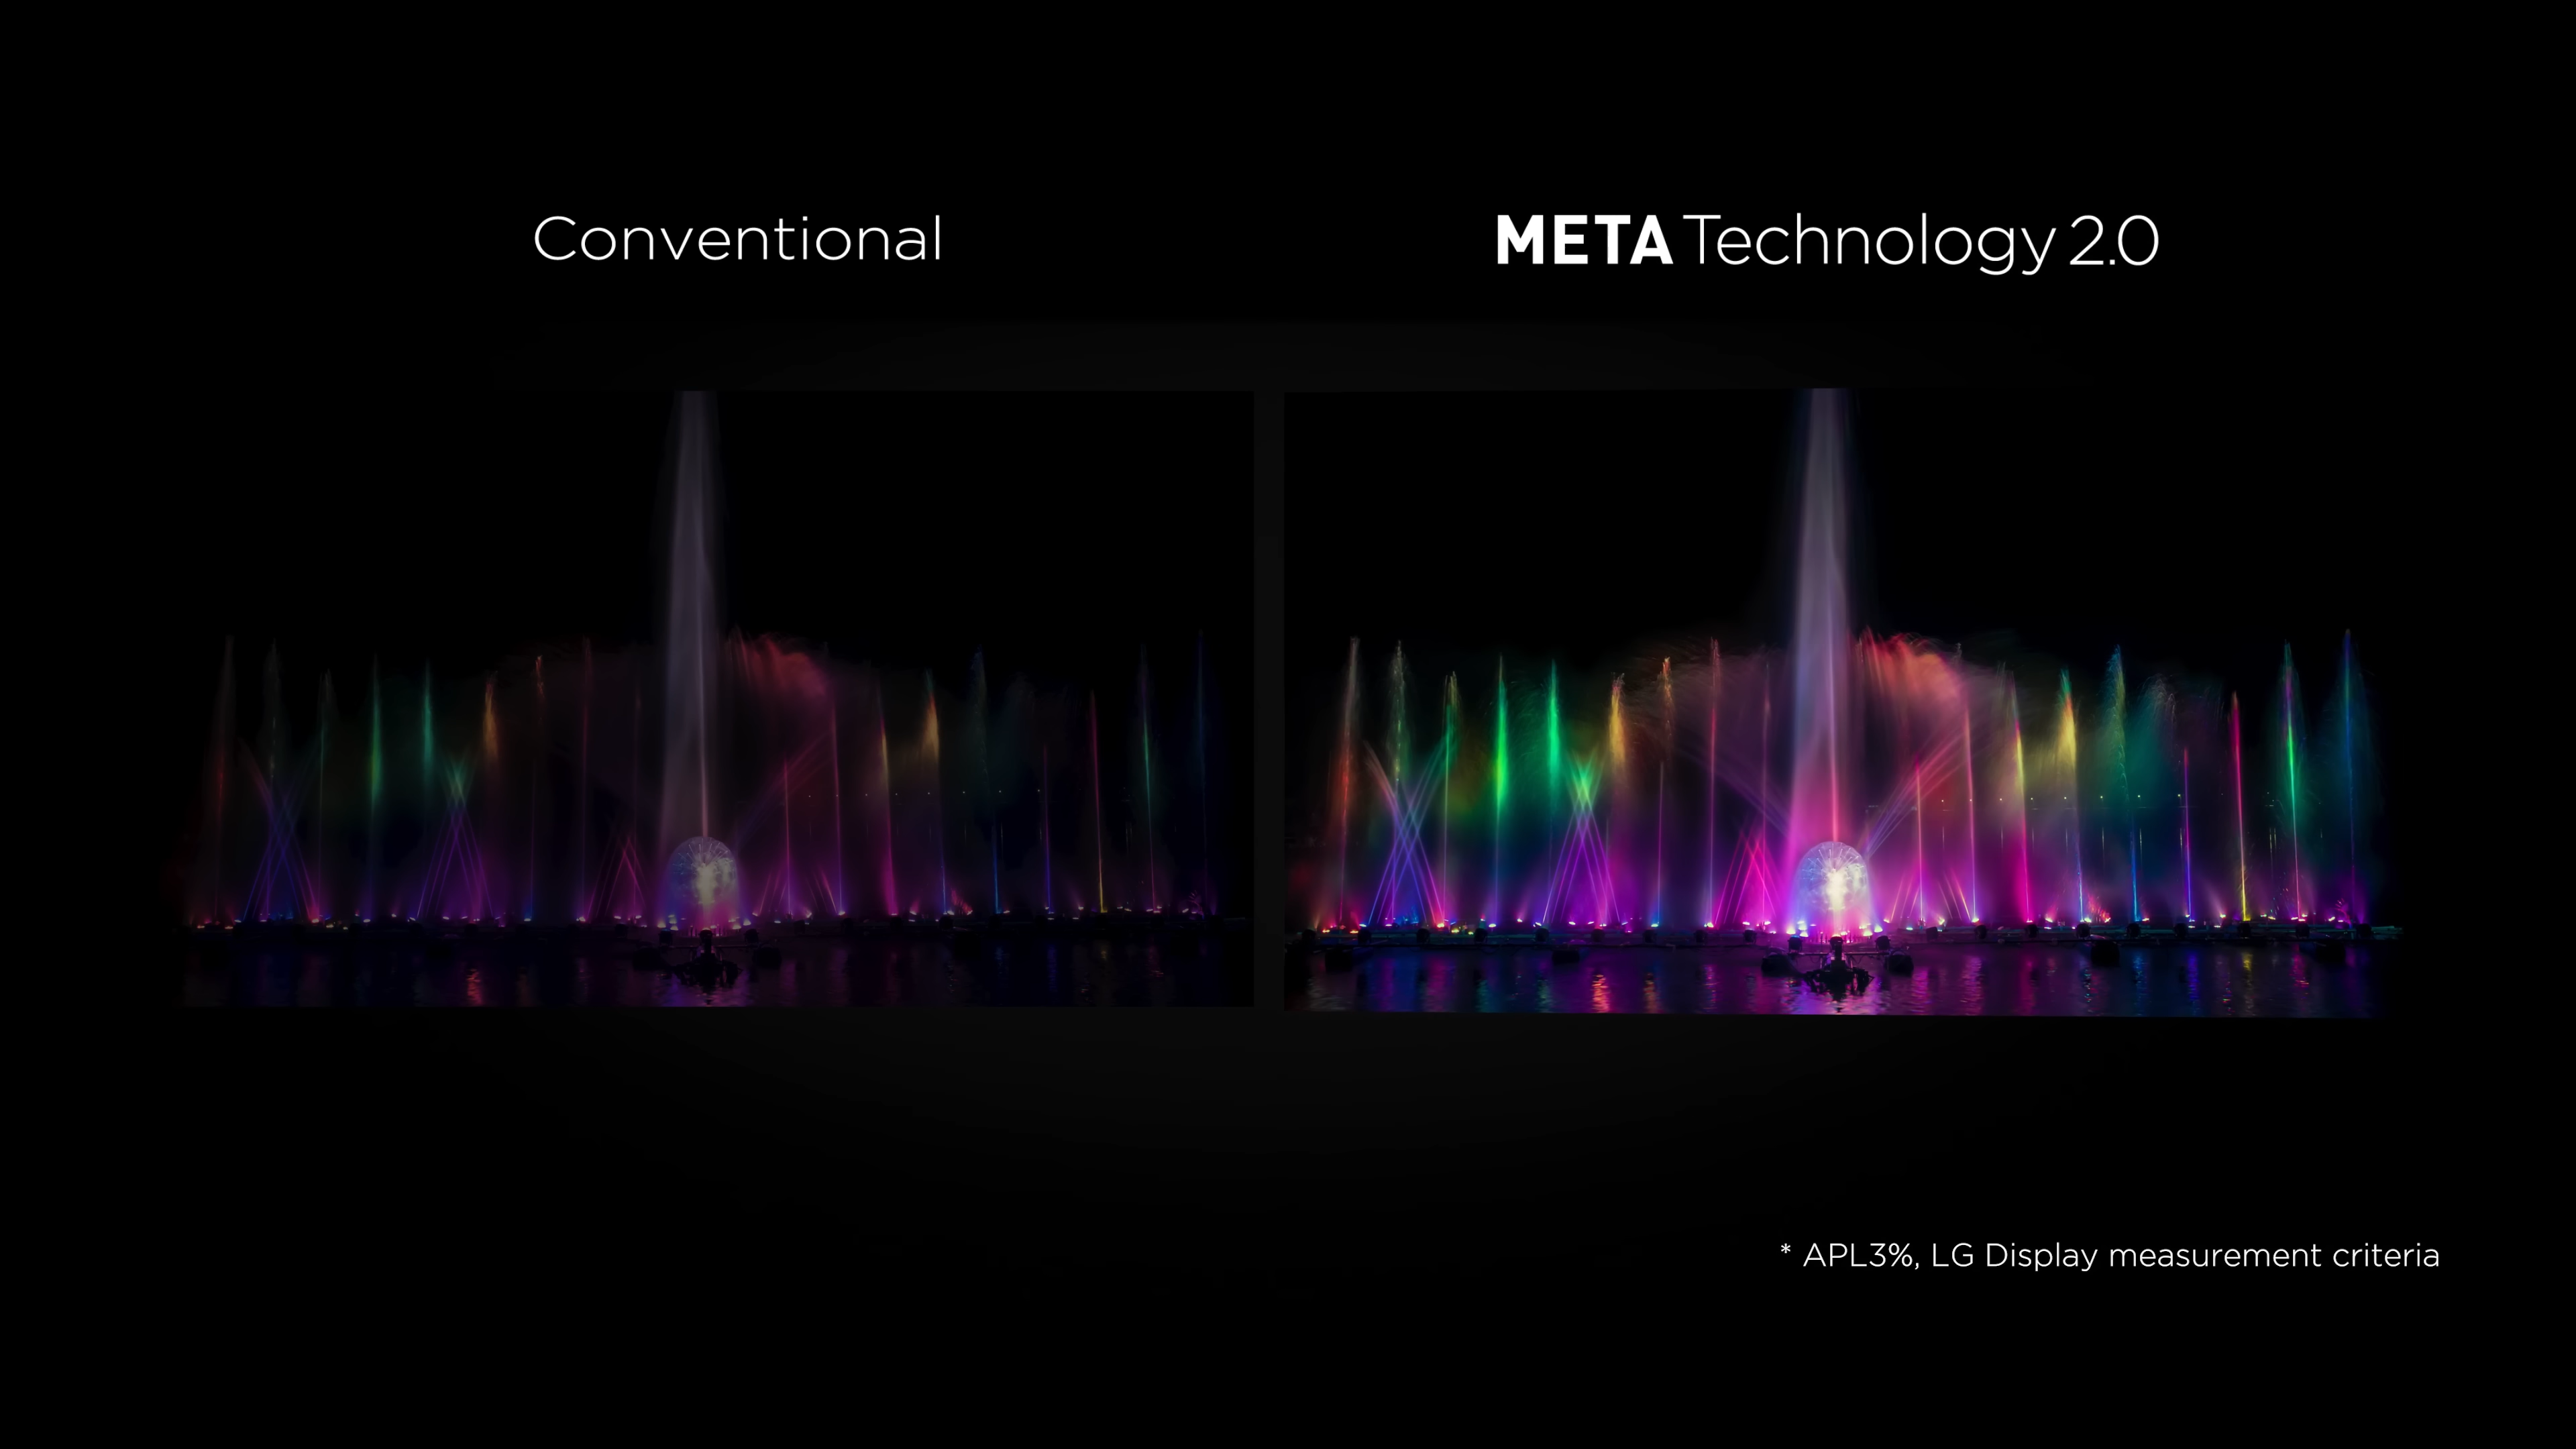 Conventional
META Technology 2.0
* APL3%, LG Display measurement criteria